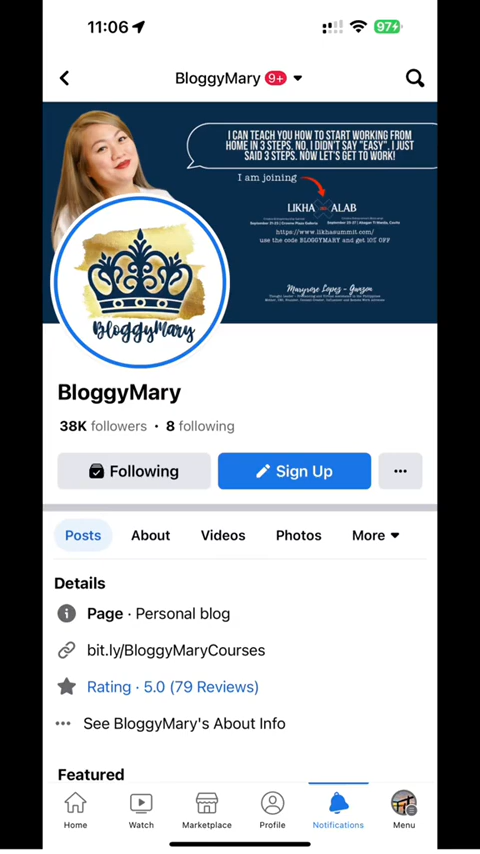 11:06
97
BloggyMary 9+
I CAN TEACH YOU HOW TO START WORKING FROM
HOME IN 3 STEPS. NO, I DIDN'T SAY "EASY". I JUST
SAID 3 STEPS. NOW LET'S GET TO WORK!
I am joining
LIKHA ALAB
https://www.likhasummit.com/
use the code BLOGGYMARY and get 10% OFF
BloggyMary
BloggyMary
38K followers • 8 following
Following
Sign Up
Posts
About
Videos
Photos
More
Details
Page · Personal blog
bit.ly/BloggyMaryCourses
Rating · 5.0 (79 Reviews)
See BloggyMary's About Info
Featured
Home
Watch
Marketplace
Profile
Notifications
Menu